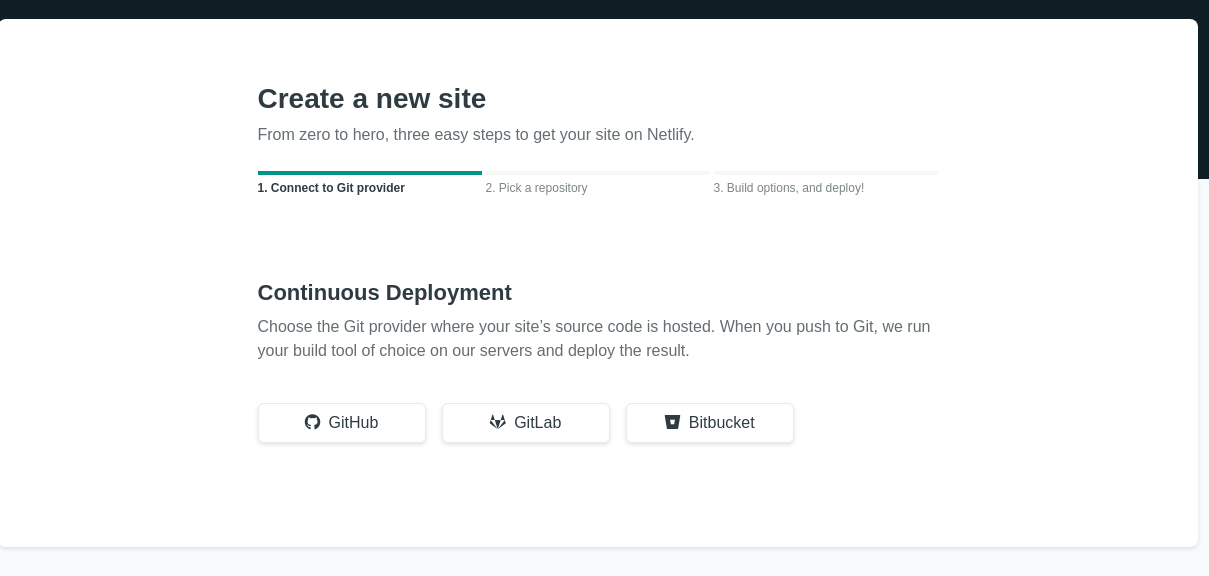 Create a new site
From zero to hero, three easy steps to get your site on Netlify.
1. Connect to Git provider
2. Pick a repository
3. Build options, and deploy!
Continuous Deployment
Choose the Git provider where your site’s source code is hosted. When you push to Git, we run
your build tool of choice on our servers and deploy the result.
GitHub
GitLab
Bitbucket